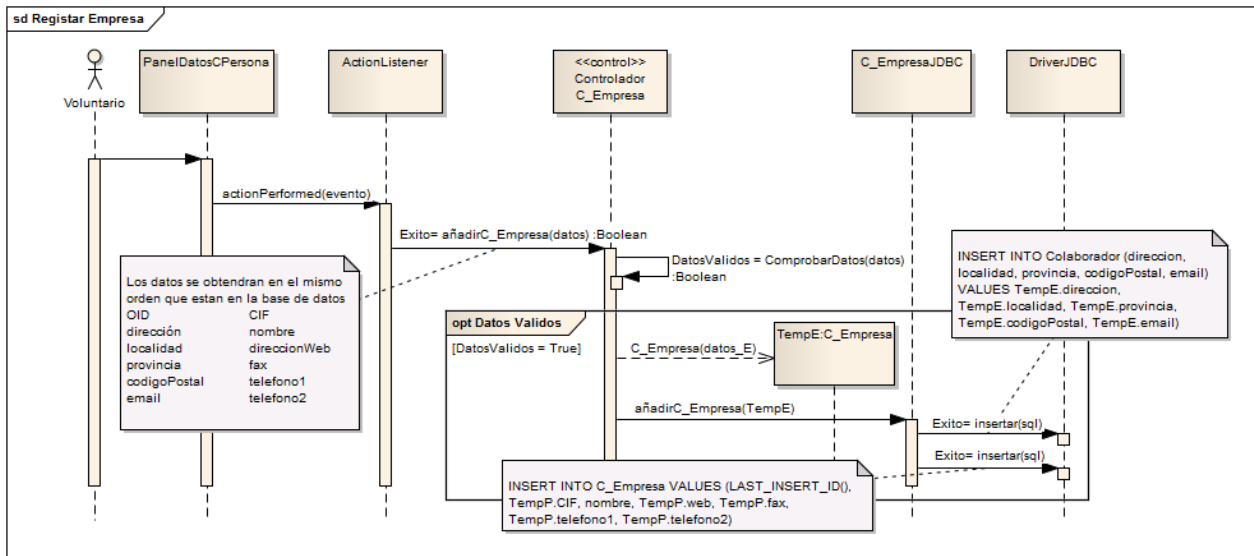 sd Registar Empresa
Voluntario
PanelDatosCPersona
ActionListener
<<control>>
Controlador
C_Empresa
C_EmpresaJDBC
DriverJDBC
actionPerformed(evento)
Exito= añadirC_Empresa(datos) :Boolean
DatosValidos = ComprobarDatos(datos)
:Boolean
Los datos se obtendran en el mismo
orden que estan en la base de datos
OID CIF
dirección nombre
localidad direccionWeb
provincia fax
codigoPostal telefono1
email telefono2
INSERT INTO Colaborador (direccion,
localidad, provincia, codigoPostal, email)
VALUES TempE.direccion,
TempE.localidad, TempE.provincia,
TempE.codigoPostal, TempE.email)
opt Datos Validos
[DatosValidos = True]
C_Empresa(datos_E)
TempE:C_Empresa
añadirC_Empresa(TempE)
Exito= insertar(sql)
Exito= insertar(sql)
INSERT INTO C_Empresa VALUES (LAST_INSERT_ID(),
TempP.CIF, nombre, TempP.web, TempP.fax,
TempP.telefono1, TempP.telefono2)